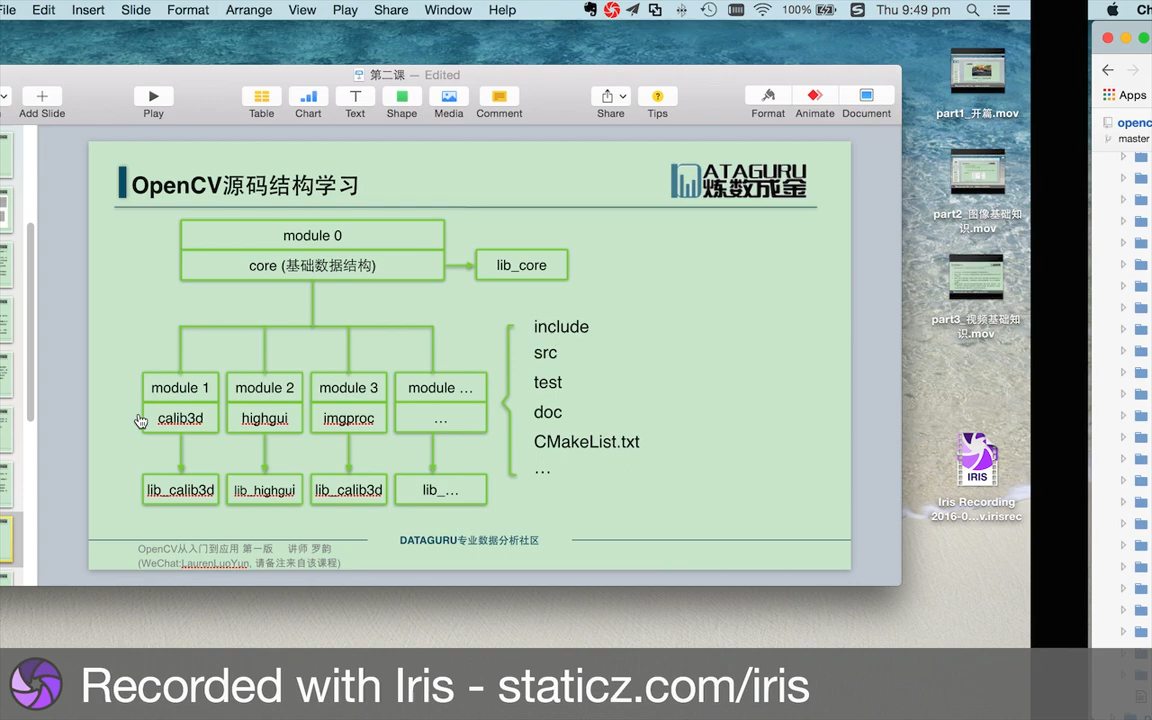 File Edit Insert Slide Format Arrange View Play Share Window Help
100% Thu 9:49 pm
第二课 — Edited
Add Slide Play Table Chart Text Shape Media Comment Share Tips Format Animate Document
Apps
openc
master
OpenCV源码结构学习
DATAGURU
炼数成金
module 0
core (基础数据结构)
lib_core
module 1 module 2 module 3 module …
calib3d highgui imgproc …
lib_calib3d lib_highgui lib_calib3d lib_…
include
src
test
doc
CMakeList.txt
…
DATAGURU专业数据分析社区
OpenCV从入门到应用 第一版 讲师 罗韵
(WeChat:LaurenLuoYun, 请备注来自该课程)
part1_开篇.mov
part2_图像基础知
识.mov
part3_视频基础知
识.mov
IRIS
Iris Recording
2016-0...v.irisrec
Recorded with Iris - staticz.com/iris